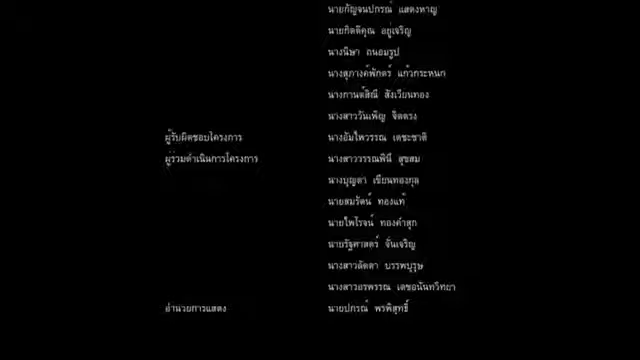 นายกัญจนปกรณ์ แสดงหาญ
นายกิตติคุณ อยู่เจริญ
นางนิษา ถนอมรูป
นางสุภางค์พักตร์ แก้วกระหนก
นางกานต์สิณี สังเวียนทอง
นางสาววันเพ็ญ จิตตรง
ผู้รับผิดชอบโครงการ นางอัมไพวรรณ เดชะชาติ
ผู้ร่วมดำเนินการโครงการ นางสาววรรณพินี สุขสม
นางบุญตา เขียนทองกุล
นายสมรัตน์ ทองแท้
นายไพโรจน์ ทองคำสุก
นายรัฐศาสตร์ จั่นเจริญ
นางสาวลัดดา บรรพบุรุษ
นางสาวอรพรรณ เดชอนันทวิทยา
อำนวยการแสดง นายปกรณ์ พรพิสุทธิ์